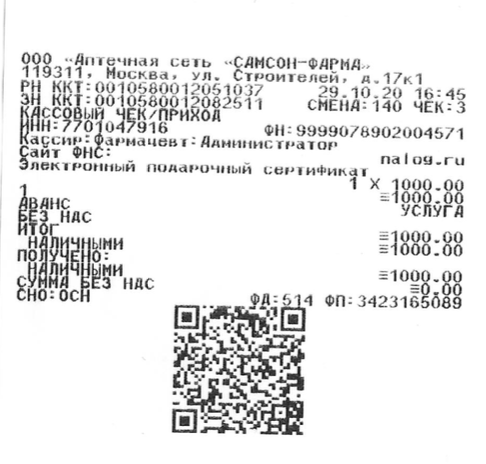 ООО «Аптечная сеть «САМСОН-ФАРМА»
119311, Москва, ул. Строителей, д.17к1
РН ККТ:0010580012051037 29.10.20 16:45
ЗН ККТ:0010580012082511 СМЕНА:140 ЧЕК:3
КАССОВЫЙ ЧЕК/ПРИХОД
ИНН:7701047916 ФН:9999078902004571
Кассир:Фармацевт:Администратор
Сайт ФНС: nalog.ru
Электронный подарочный сертификат
1 X 1000.00
1 =1000.00
АВАНС УСЛУГА
БЕЗ НДС
ИТОГ =1000.00
НАЛИЧНЫМИ =1000.00
ПОЛУЧЕНО:
НАЛИЧНЫМИ =1000.00
СУММА БЕЗ НДС =0.00
СНО:ОСН ФД:514 ФП:3423165089